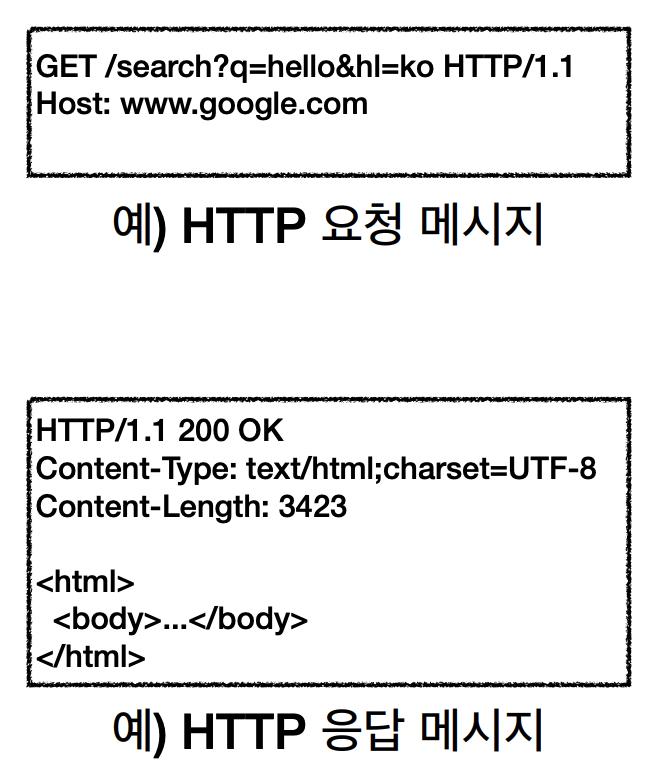 GET /search?q=hello&hl=ko HTTP/1.1
Host: www.google.com
예) HTTP 요청 메시지
HTTP/1.1 200 OK
Content-Type: text/html;charset=UTF-8
Content-Length: 3423
<html>
<body>...</body>
</html>
예) HTTP 응답 메시지